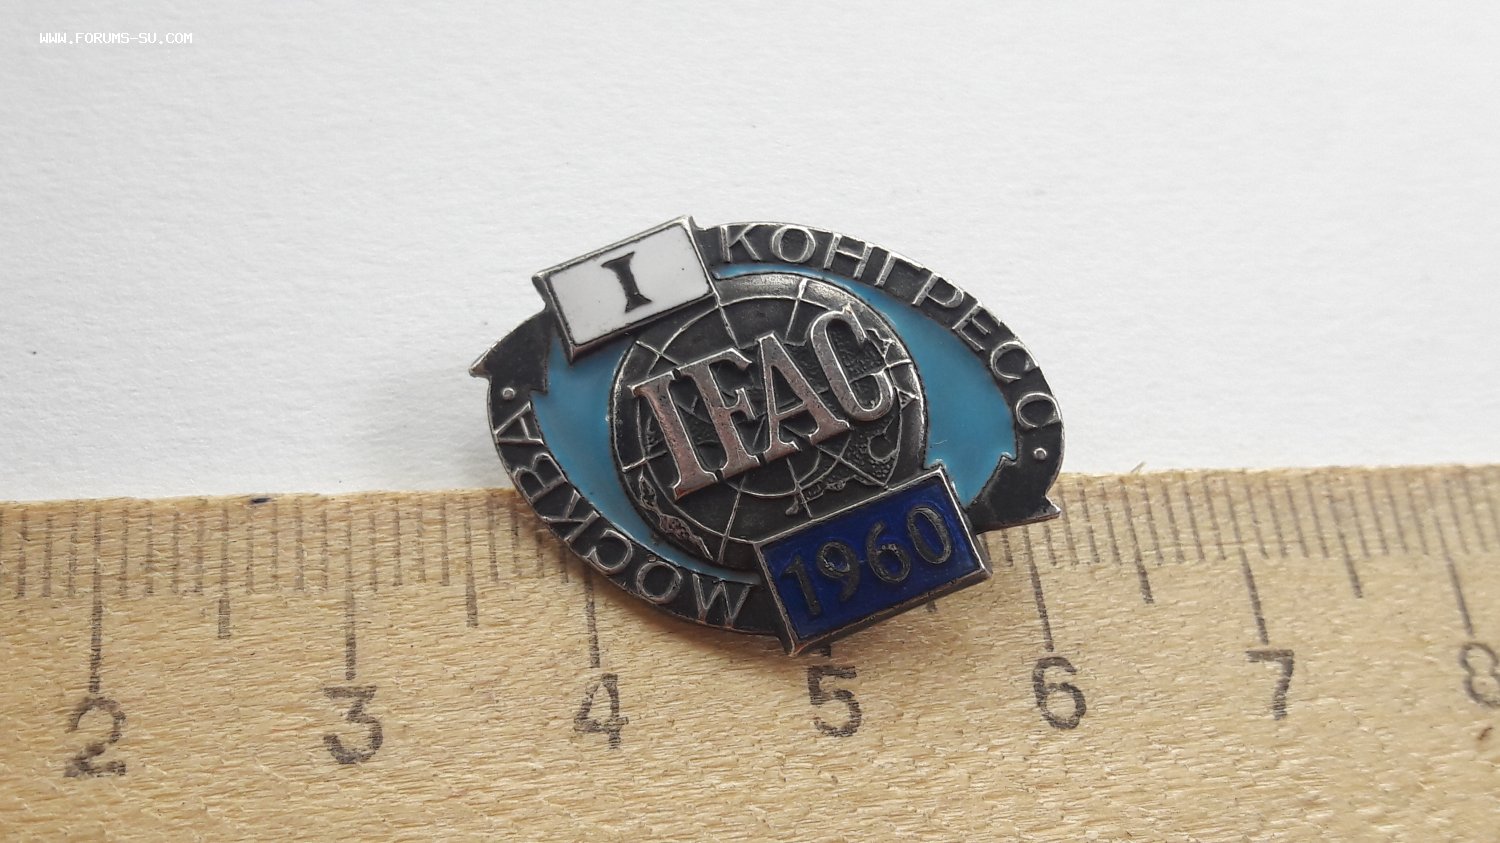 WWW.FORUMS-SU.COM
I
КОНГРЕСС
IFAC
МОСКВА
1960
2 3 4 5 6 7 8